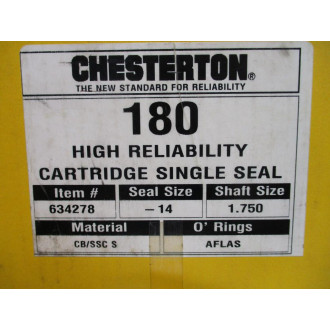 CHESTERTON®
THE NEW STANDARD FOR RELIABILITY
180
HIGH RELIABILITY
CARTRIDGE SINGLE SEAL
Item # Seal Size Shaft Size
634278 -14 1.750
Material O' Rings
CB/SSC S AFLAS